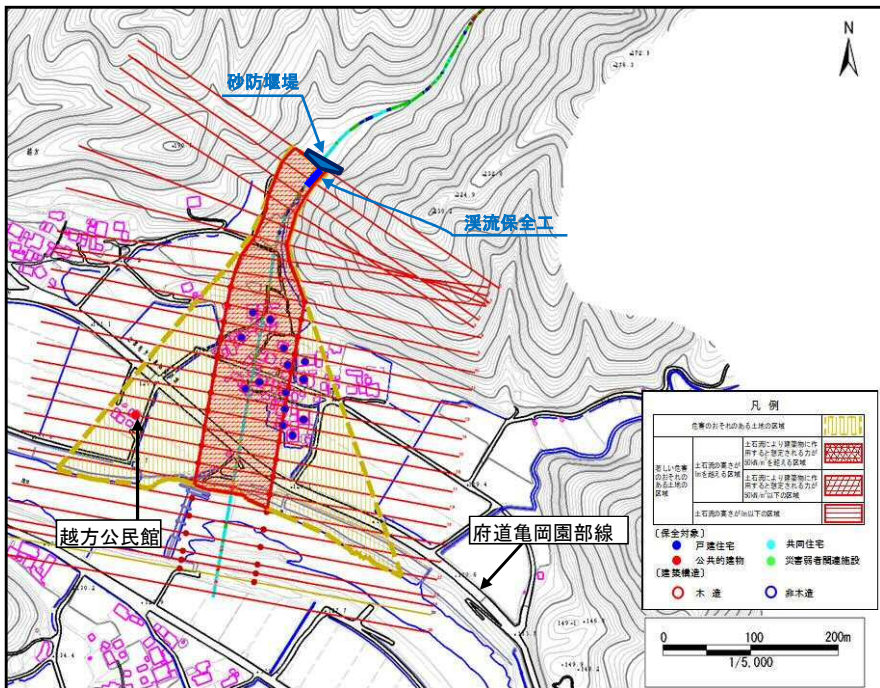 N
砂防堰堤
渓流保全工
越方公民館
府道亀岡園部線
凡 例
危害のおそれのある土地の区域
著しい危害のおそれのある土地の区域
土石流の高さが1mを超える区域
土石流により建築物に作用すると想定される力が50kN/㎡を超える区域
土石流により建築物に作用すると想定される力が50kN/㎡以下の区域
土石流の高さが1m以下の区域
〔保全対象〕
戸建住宅
共同住宅
公共的建物
災害弱者関連施設
〔建築構造〕
木 造
非木造
0 100 200m
1/5,000